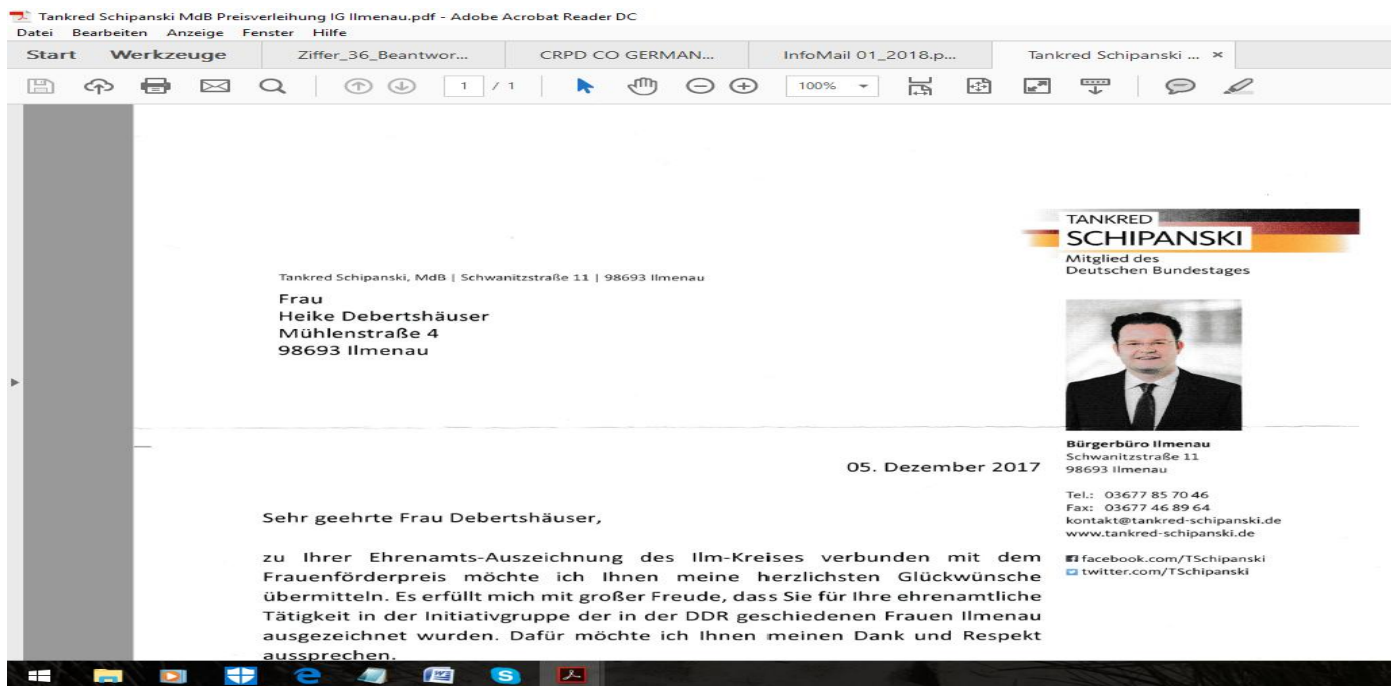 Tankred Schipanski MdB Preisverleihung IG Ilmenau.pdf - Adobe Acrobat Reader DC
Datei Bearbeiten Anzeige Fenster Hilfe
Start Werkzeuge Ziffer_36_Beantwor... CRPD CO GERMAN... InfoMail 01_2018.p... Tankred Schipanski ... ×
1 / 1 100%
TANKRED
SCHIPANSKI
Mitglied des
Deutschen Bundestages
Tankred Schipanski, MdB | Schwanitzstraße 11 | 98693 Ilmenau
Frau
Heike Debertshäuser
Mühlenstraße 4
98693 Ilmenau
Bürgerbüro Ilmenau
Schwanitzstraße 11
98693 Ilmenau
Tel.: 03677 85 70 46
Fax: 03677 46 89 64
kontakt@tankred-schipanski.de
www.tankred-schipanski.de
facebook.com/TSchipanski
twitter.com/TSchipanski
05. Dezember 2017
Sehr geehrte Frau Debertshäuser,
zu Ihrer Ehrenamts-Auszeichnung des Ilm-Kreises verbunden mit dem
Frauenförderpreis möchte ich Ihnen meine herzlichsten Glückwünsche
übermitteln. Es erfüllt mich mit großer Freude, dass Sie für Ihre ehrenamtliche
Tätigkeit in der Initiativgruppe der in der DDR geschiedenen Frauen Ilmenau
ausgezeichnet wurden. Dafür möchte ich Ihnen meinen Dank und Respekt
aussprechen.